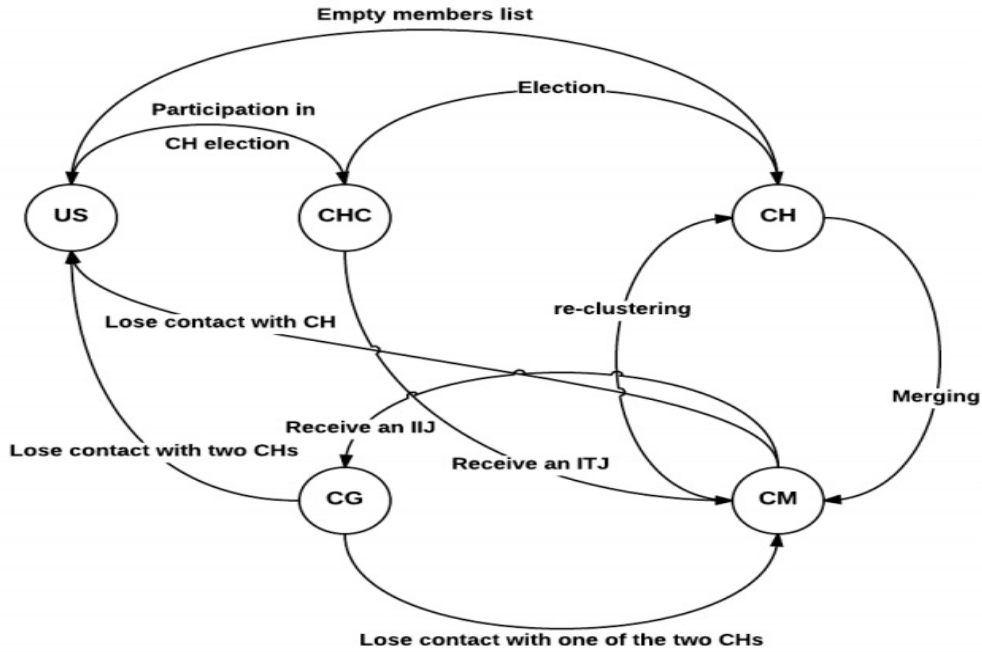 Empty members list
Election
Participation in
CH election
US
CHC
CH
re-clustering
Lose contact with CH
Merging
Receive an IIJ
Lose contact with two CHs
Receive an ITJ
CG
CM
Lose contact with one of the two CHs